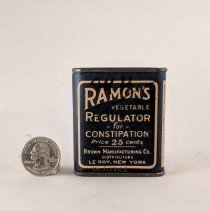 RAMON'S
VEGETABLE
REGULATOR
for
CONSTIPATION
Price 25 cents
BROWN MANUFACTURING CO.
DISTRIBUTORS
LE ROY, NEW YORK